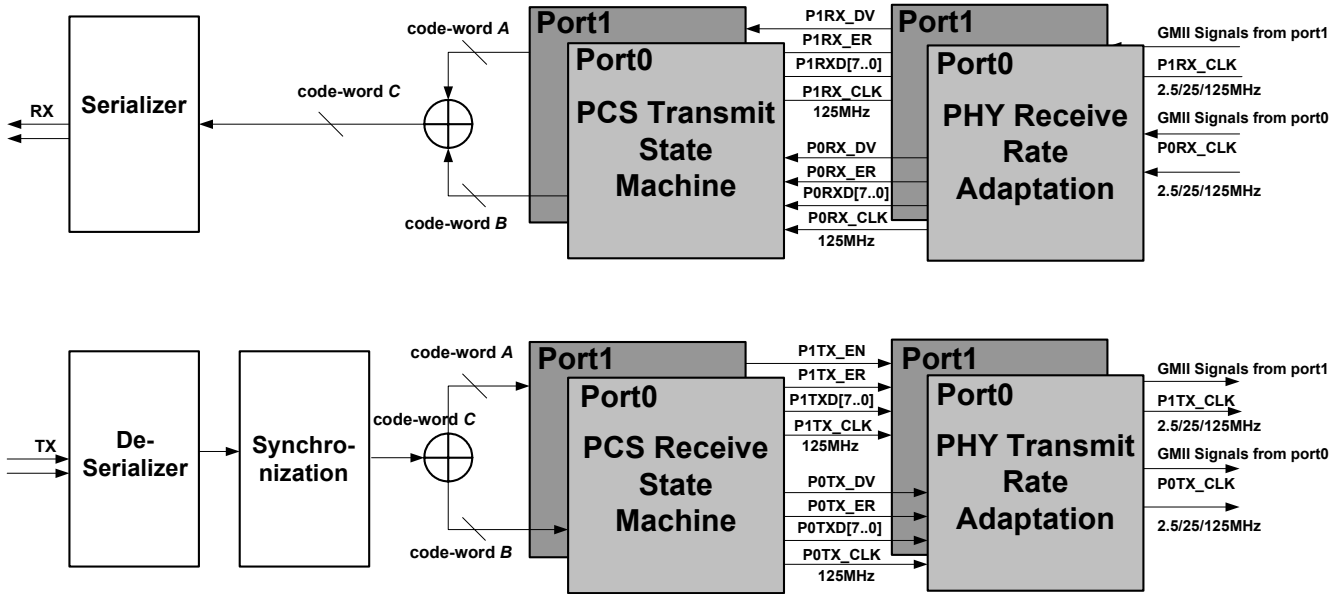 Port1
Port0
PCS Transmit
State
Machine
Port1
Port0
PHY Receive
Rate
Adaptation
Serializer
RX
code-word C
code-word A
code-word B
P1RX_DV
P1RX_ER
P1RXD[7..0]
P1RX_CLK
125MHz
P0RX_DV
P0RX_ER
P0RXD[7..0]
P0RX_CLK
125MHz
GMII Signals from port1
P1RX_CLK
2.5/25/125MHz
GMII Signals from port0
P0RX_CLK
2.5/25/125MHz
TX
De-
Serializer
Synchro-
nization
code-word C
code-word A
code-word B
Port1
Port0
PCS Receive
State
Machine
P1TX_EN
P1TX_ER
P1TXD[7..0]
P1TX_CLK
125MHz
P0TX_DV
P0TX_ER
P0TXD[7..0]
P0TX_CLK
125MHz
Port1
Port0
PHY Transmit
Rate
Adaptation
GMII Signals from port1
P1TX_CLK
2.5/25/125MHz
GMII Signals from port0
P0TX_CLK
2.5/25/125MHz